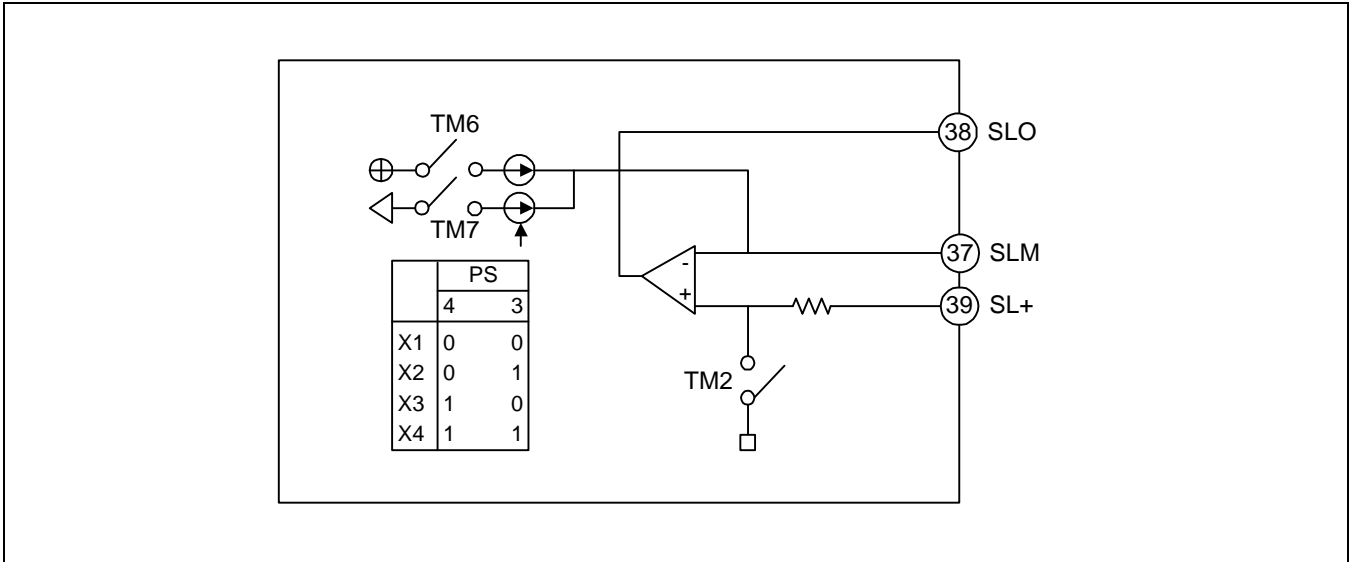 TM6
38 SLO
TM7
PS
4 3
X1 0 0
X2 0 1
X3 1 0
X4 1 1
-
+
37 SLM
39 SL+
TM2